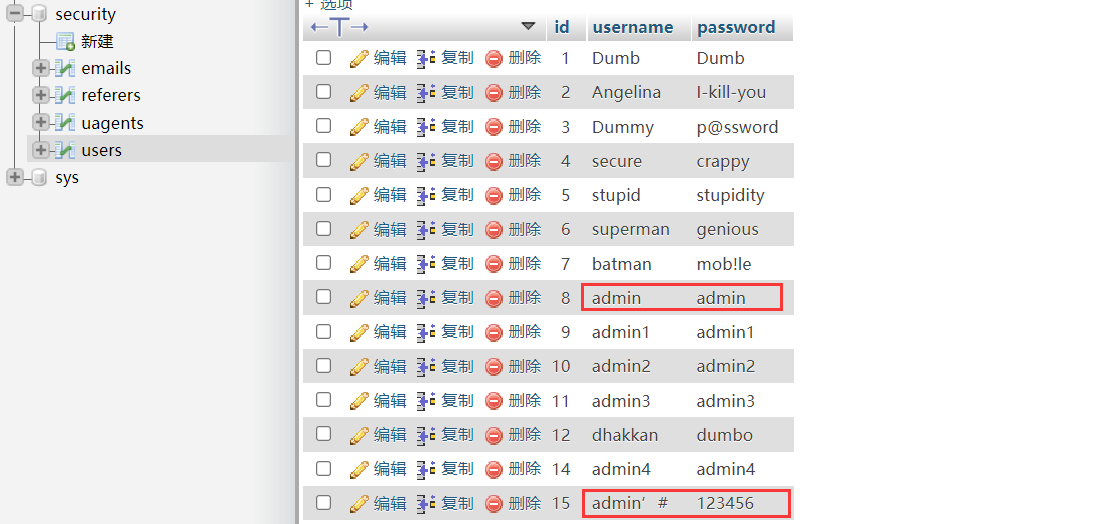 security
新建
emails
referers
uagents
users
sys
+ 选项
←T→ id username password
编辑 复制 删除 1 Dumb Dumb
编辑 复制 删除 2 Angelina I-kill-you
编辑 复制 删除 3 Dummy p@ssword
编辑 复制 删除 4 secure crappy
编辑 复制 删除 5 stupid stupidity
编辑 复制 删除 6 superman genious
编辑 复制 删除 7 batman mob!le
编辑 复制 删除 8 admin admin
编辑 复制 删除 9 admin1 admin1
编辑 复制 删除 10 admin2 admin2
编辑 复制 删除 11 admin3 admin3
编辑 复制 删除 12 dhakkan dumbo
编辑 复制 删除 14 admin4 admin4
编辑 复制 删除 15 admin’# 123456